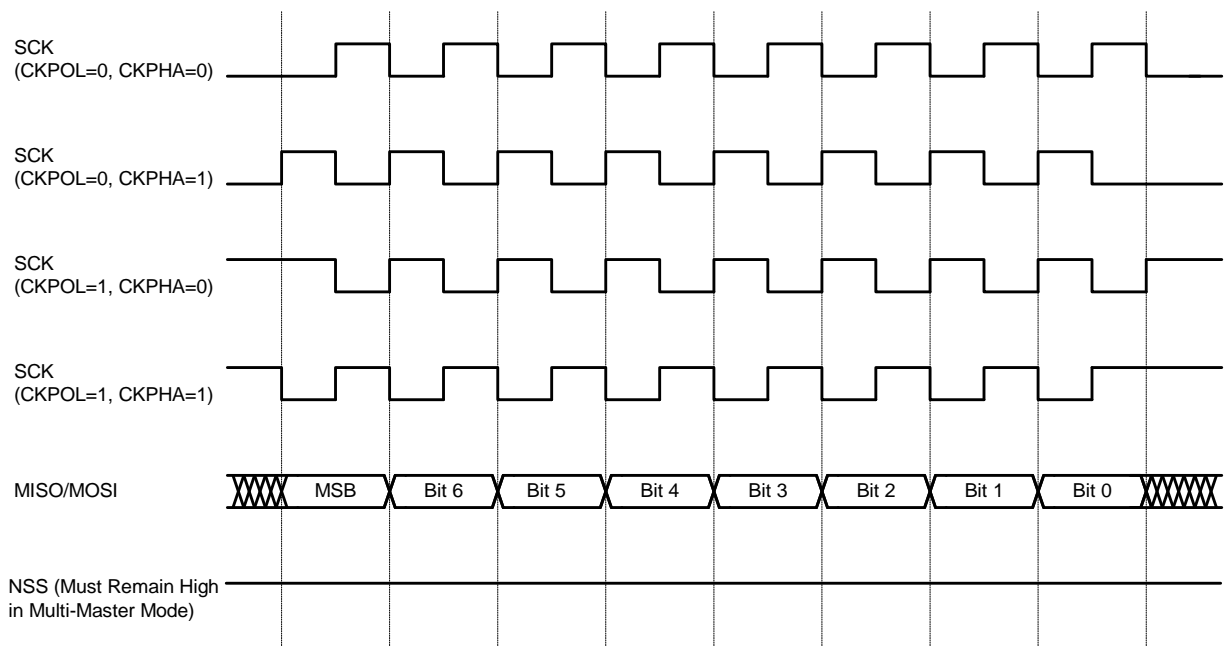 SCK
(CKPOL=0, CKPHA=0)
SCK
(CKPOL=0, CKPHA=1)
SCK
(CKPOL=1, CKPHA=0)
SCK
(CKPOL=1, CKPHA=1)
MISO/MOSI
MSB
Bit 6
Bit 5
Bit 4
Bit 3
Bit 2
Bit 1
Bit 0
NSS (Must Remain High
in Multi-Master Mode)